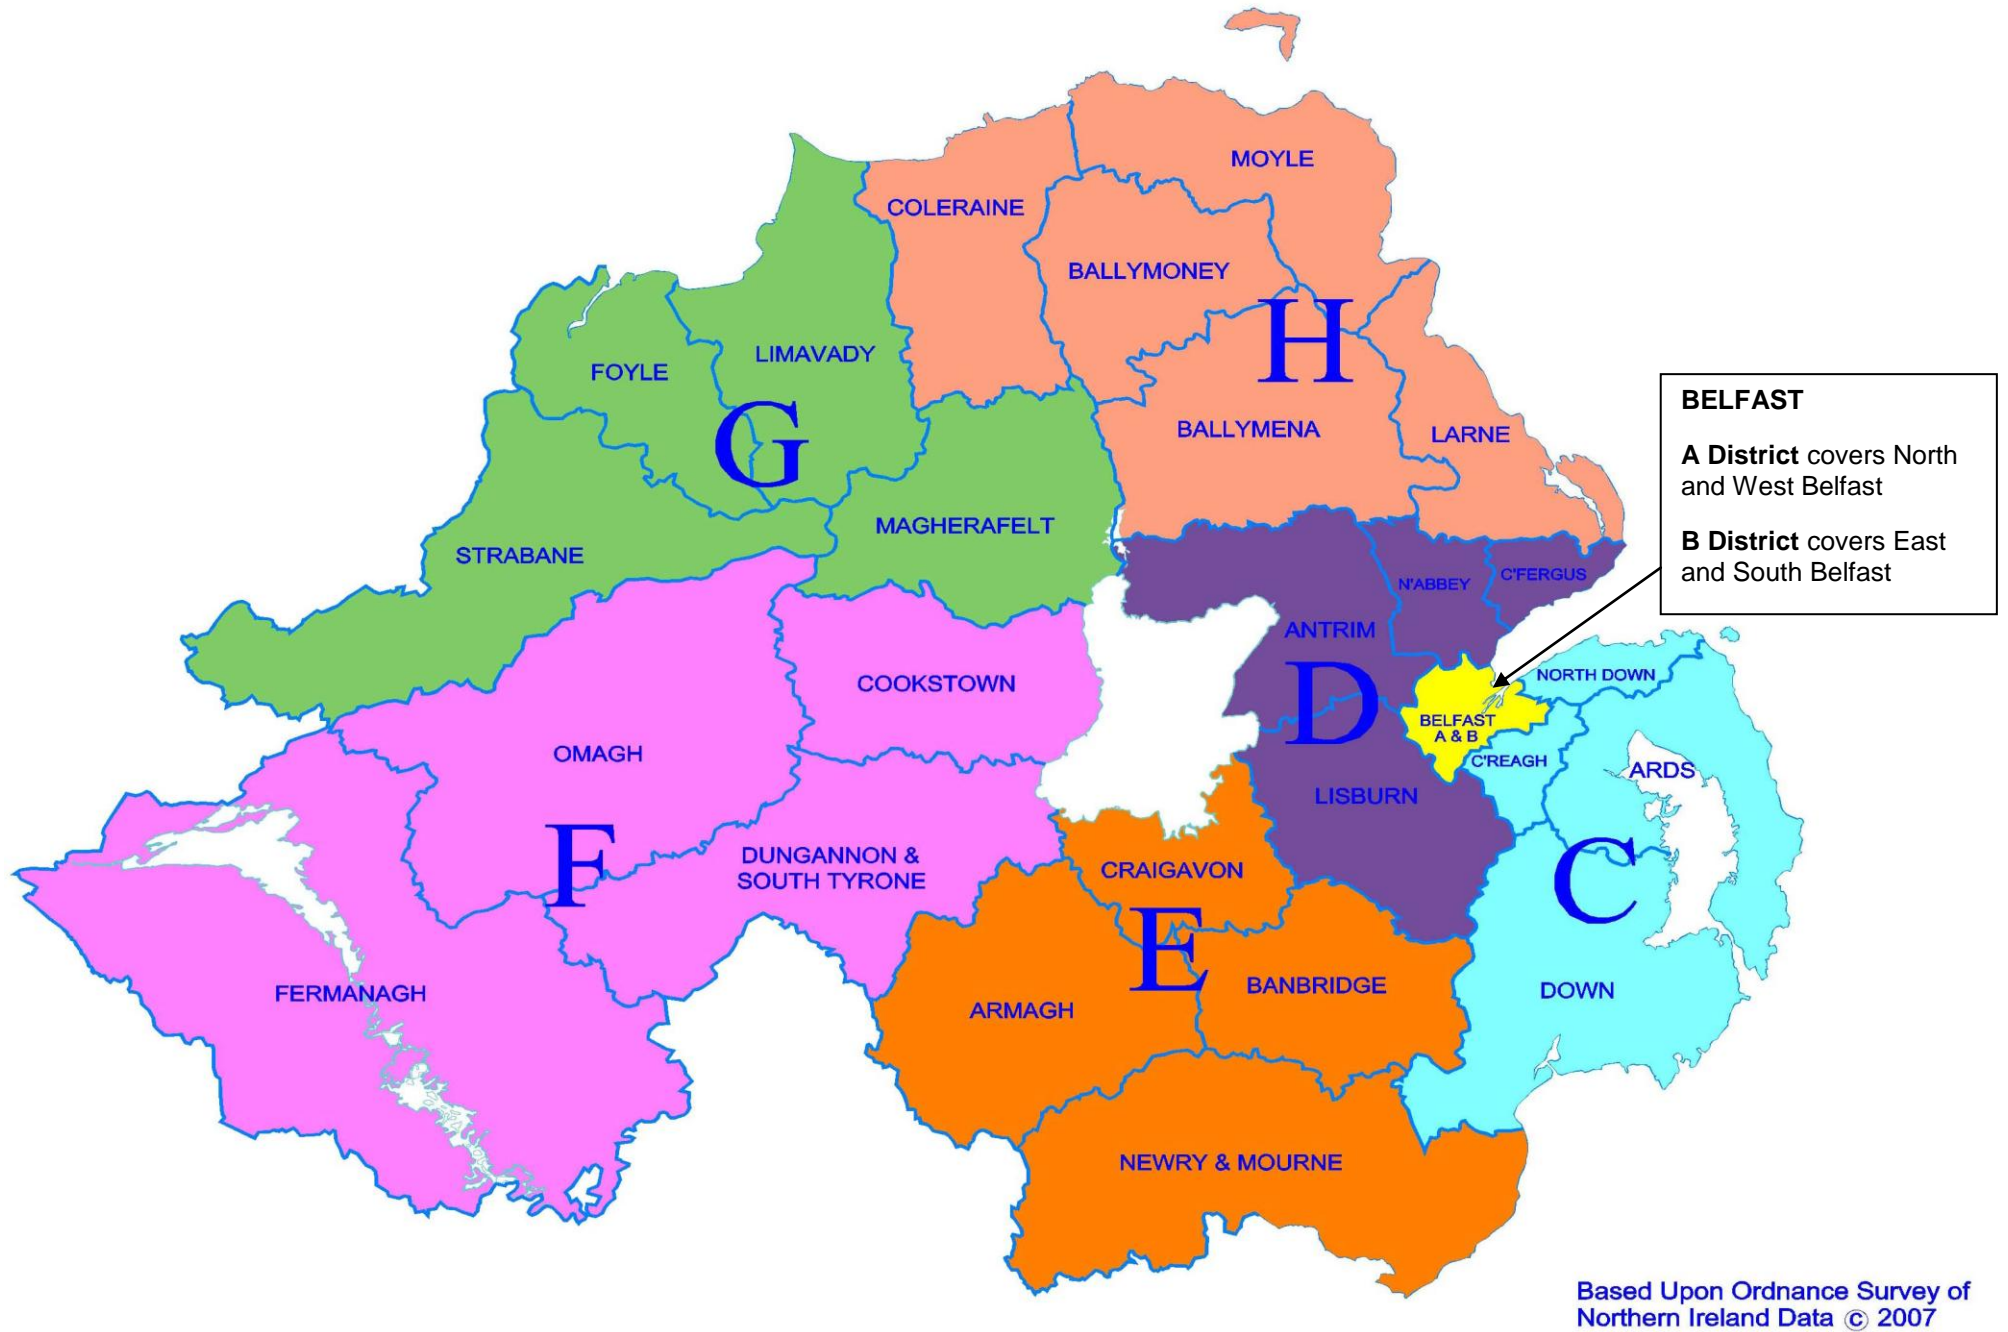 MOYLE
COLERAINE
BALLYMONEY
H
LIMAVADY
FOYLE
G
BALLYMENA
LARNE
BELFAST
A District covers North
and West Belfast
B District covers East
and South Belfast
MAGHERAFELT
STRABANE
N'ABBEY
C'FERGUS
ANTRIM
D
COOKSTOWN
NORTH DOWN
BELFAST
A & B
OMAGH
C'REAGH
ARDS
LISBURN
F
DUNGANNON &
SOUTH TYRONE
CRAIGAVON
C
E
FERMANAGH
ARMAGH
BANBRIDGE
DOWN
NEWRY & MOURNE
Based Upon Ordnance Survey of
Northern Ireland Data © 2007